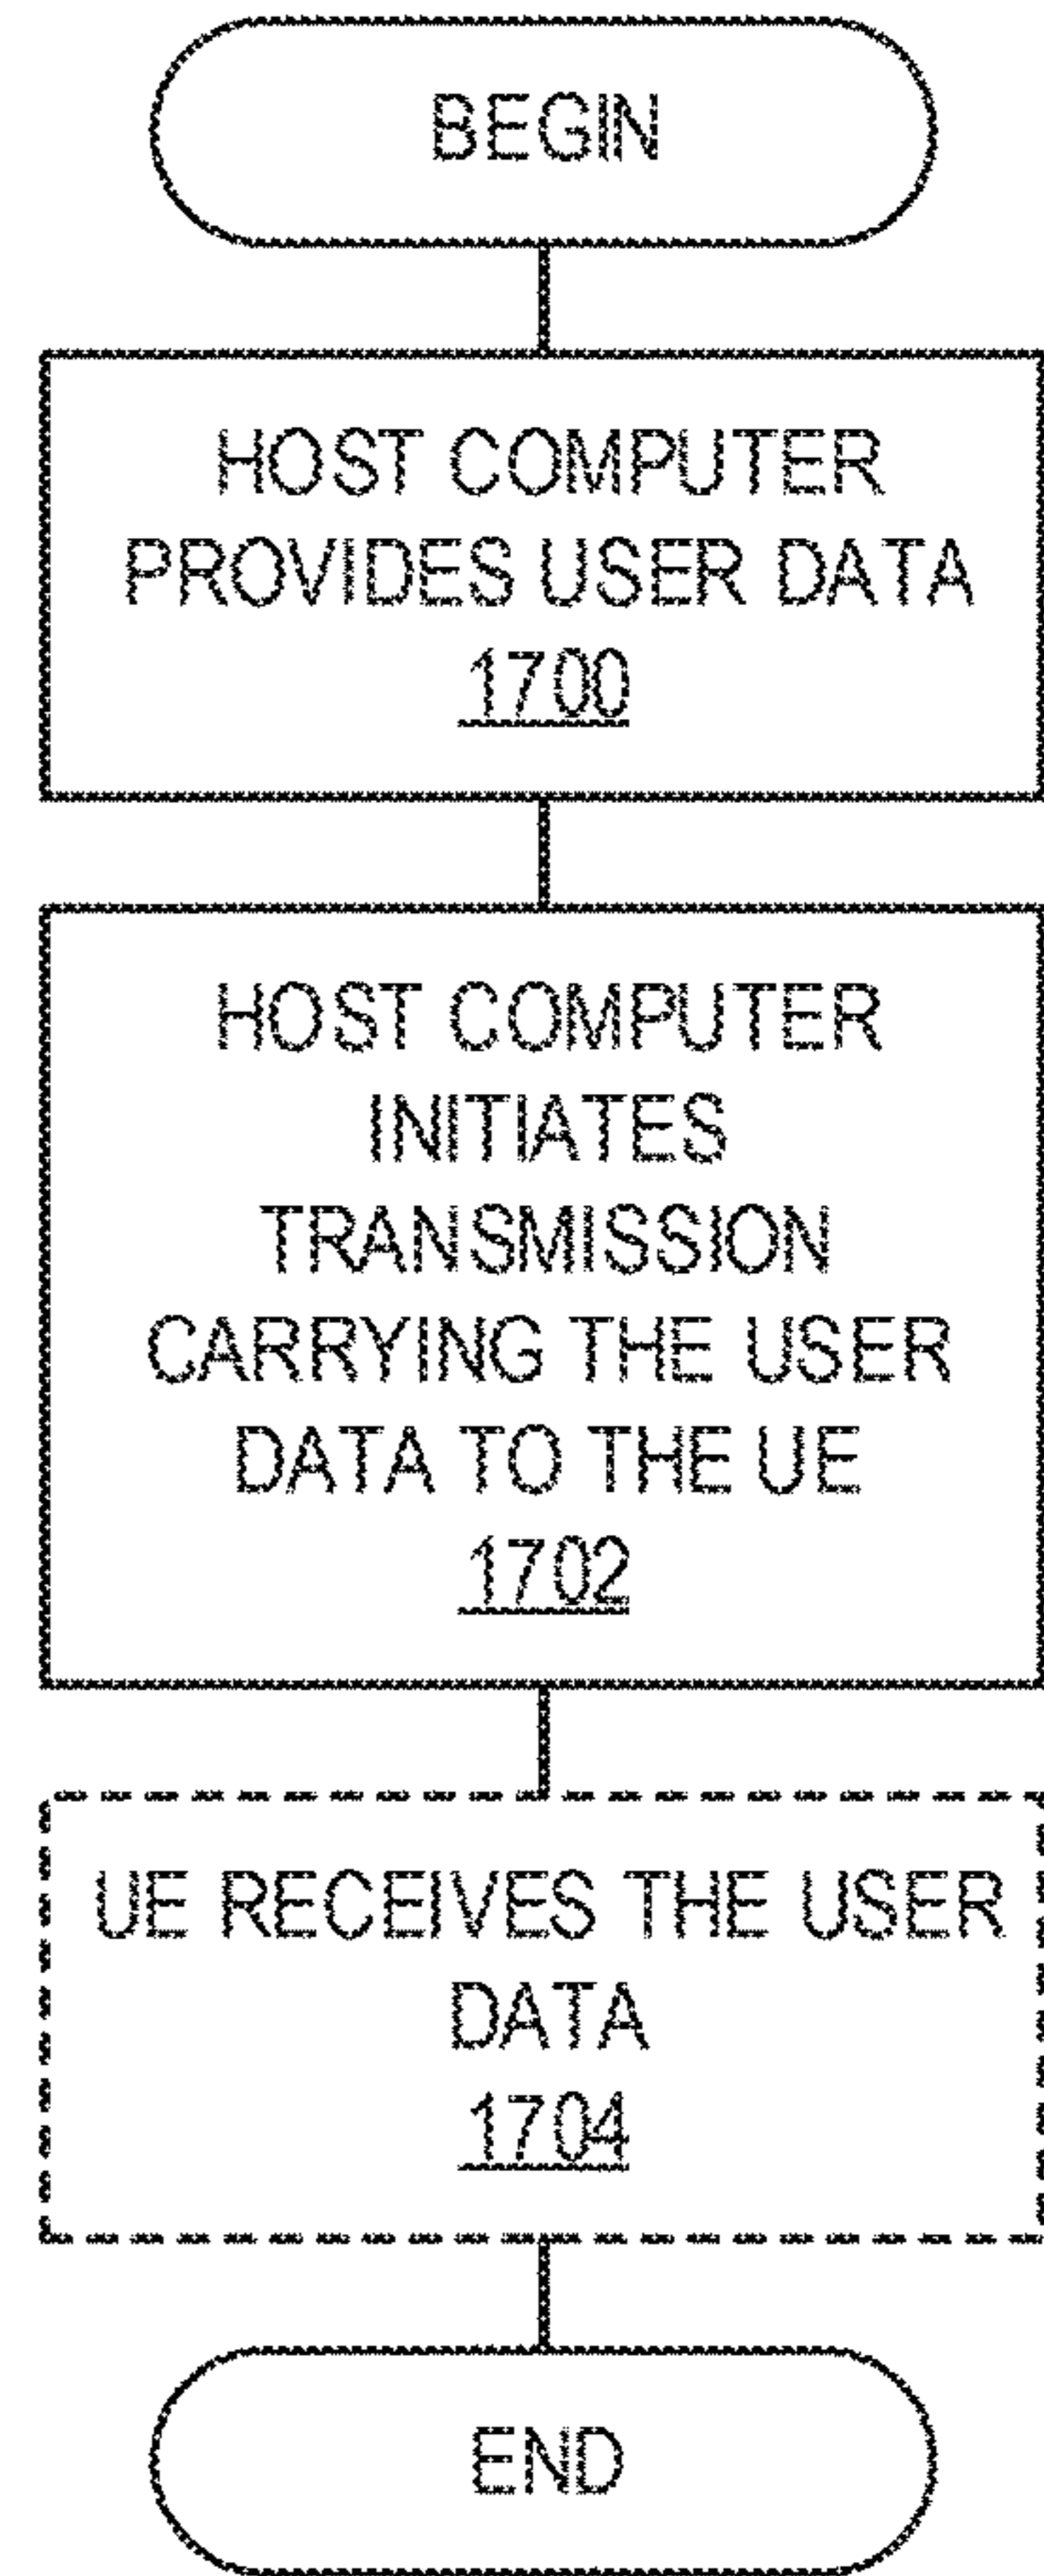 BEGIN
HOST COMPUTER
PROVIDES USER DATA
1700
HOST COMPUTER
INITIATES
TRANSMISSION
CARRYING THE USER
DATA TO THE UE
1702
UE RECEIVES THE USER
DATA
1704
END